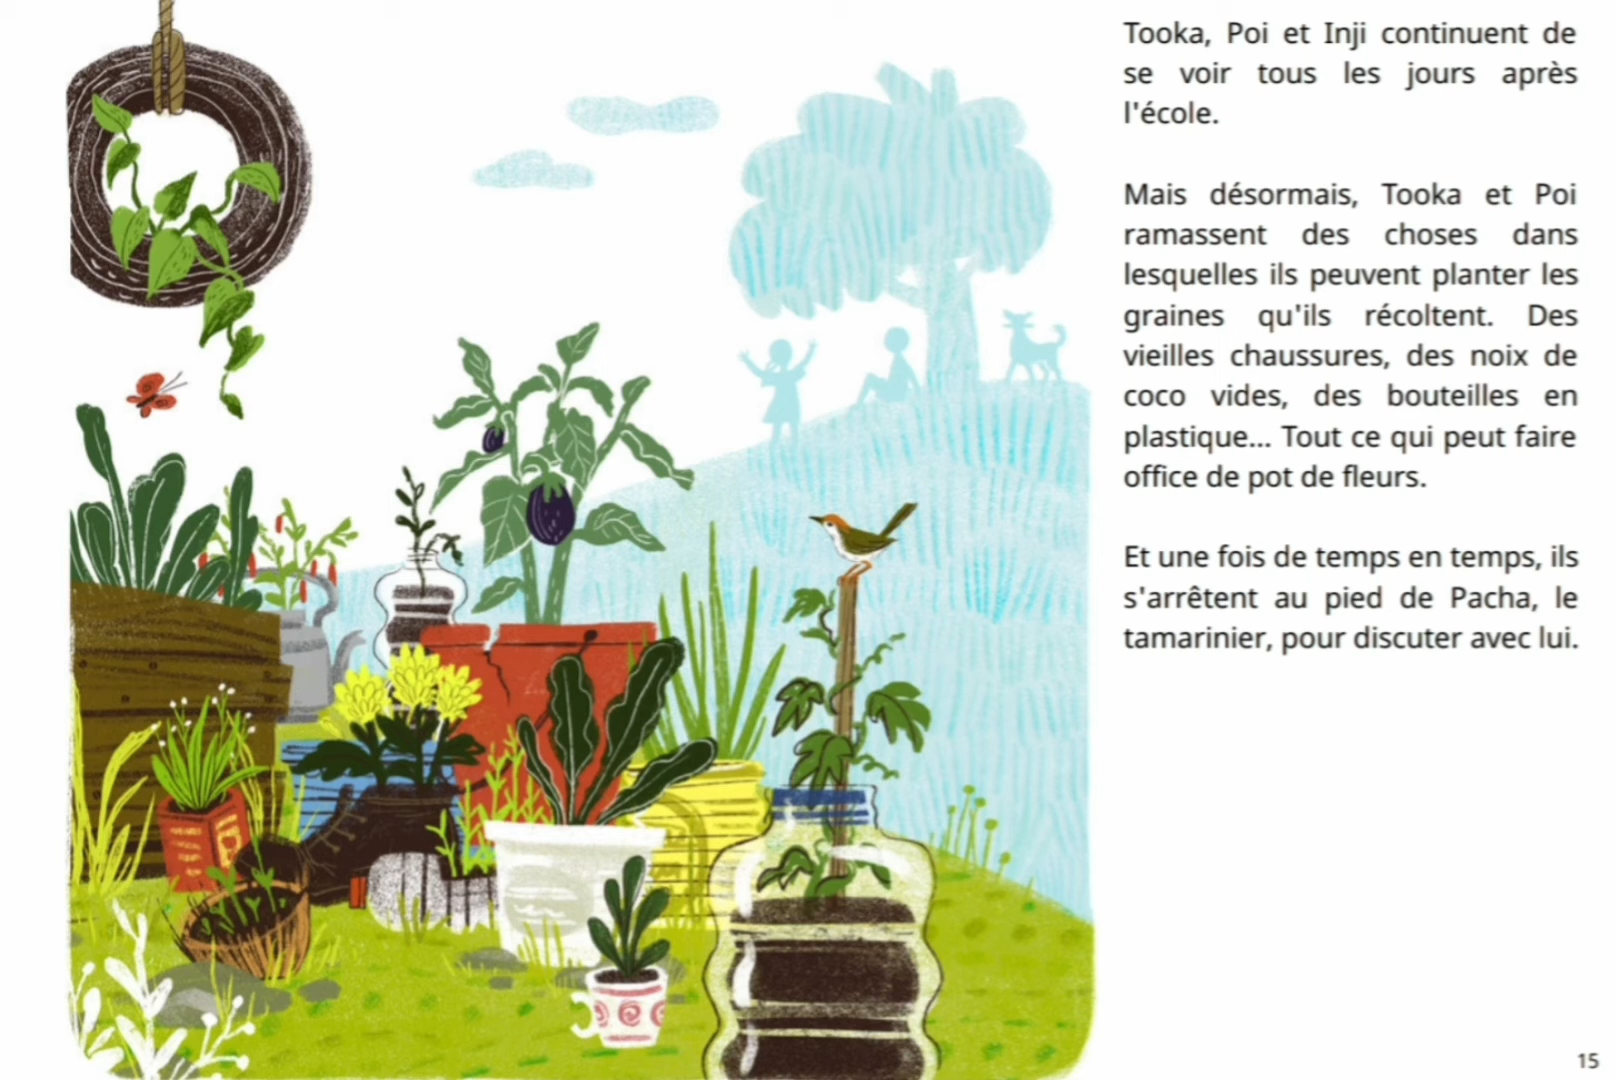 Tooka, Poi et Inji continuent de
se voir tous les jours après
l'école.
Mais désormais, Tooka et Poi
ramassent des choses dans
lesquelles ils peuvent planter les
graines qu'ils récoltent. Des
vieilles chaussures, des noix de
coco vides, des bouteilles en
plastique... Tout ce qui peut faire
office de pot de fleurs.
Et une fois de temps en temps, ils
s'arrêtent au pied de Pacha, le
tamarinier, pour discuter avec lui.
15